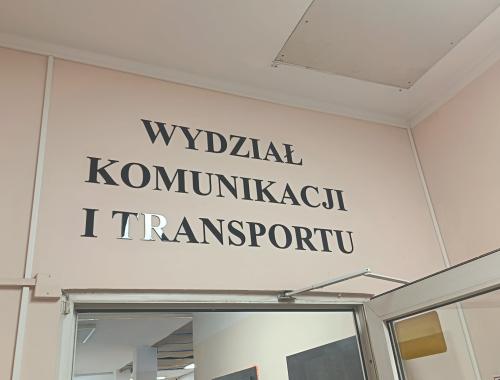 WYDZIAŁ
KOMUNIKACJI
I TRANSPORTU